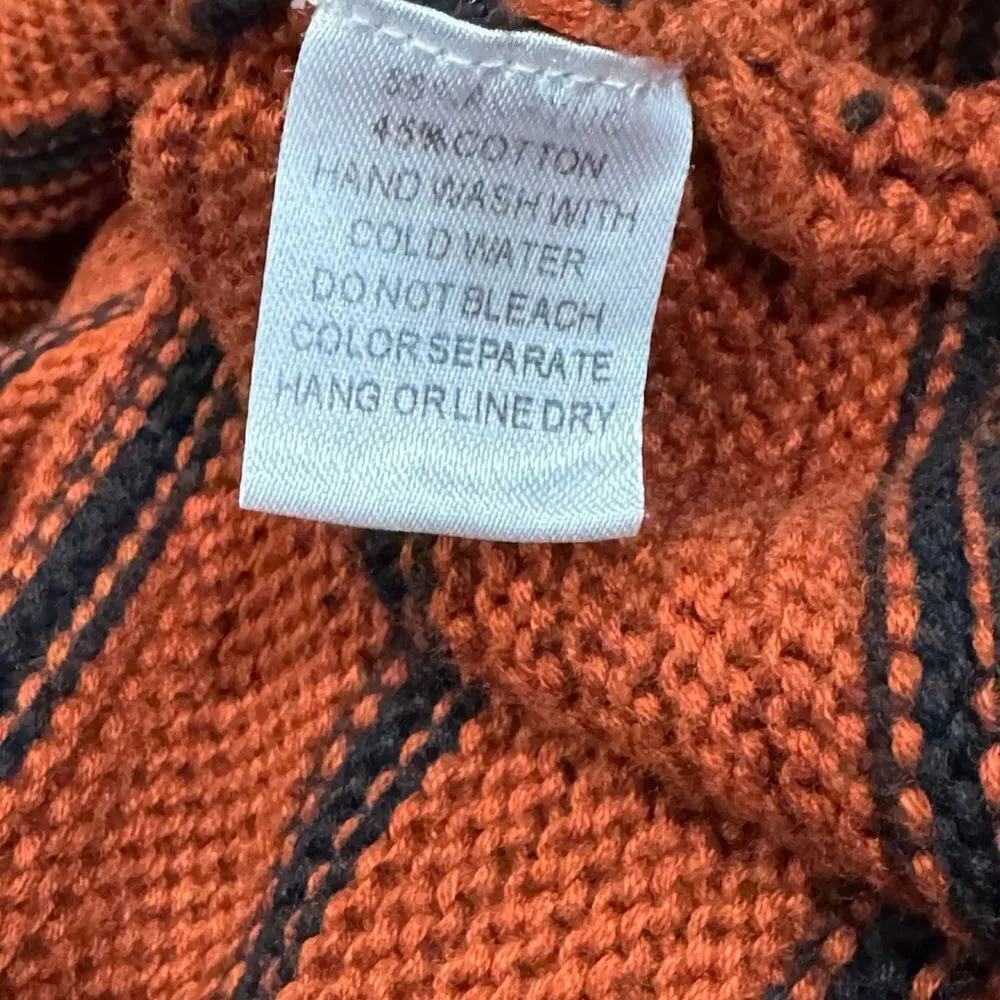 45% COTTON
HAND WASH WITH
COLD WATER
DO NOT BLEACH
COLOR SEPARATE
HANG OR LINE DRY